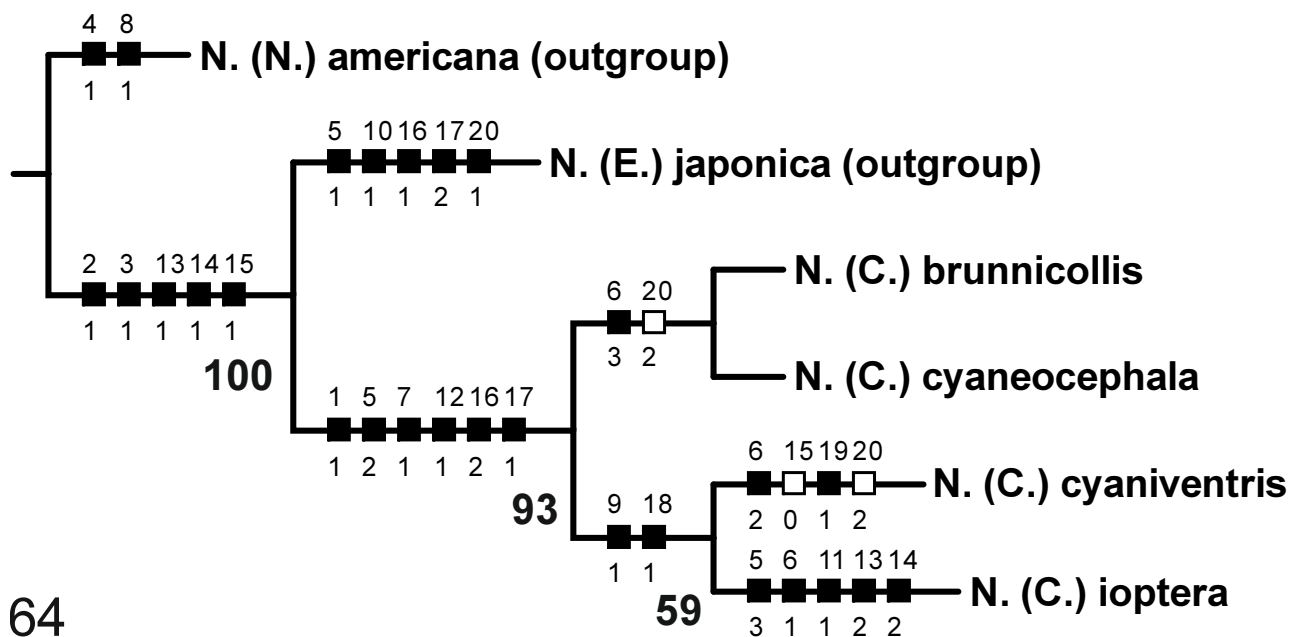 4 8
N. (N.) americana (outgroup)
1 1
5 10 16 17 20
N. (E.) japonica (outgroup)
1 1 1 2 1
2 3 13 14 15
1 1 1 1 1
100
N. (C.) brunnicollis
6 20
3 2
N. (C.) cyaneocephala
1 5 7 12 16 17
1 2 1 1 2 1
93
6 15 19 20
N. (C.) cyaniventris
2 0 1 2
9 18
1 1
5 6 11 13 14
N. (C.) ioptera
3 1 1 2 2
59
64